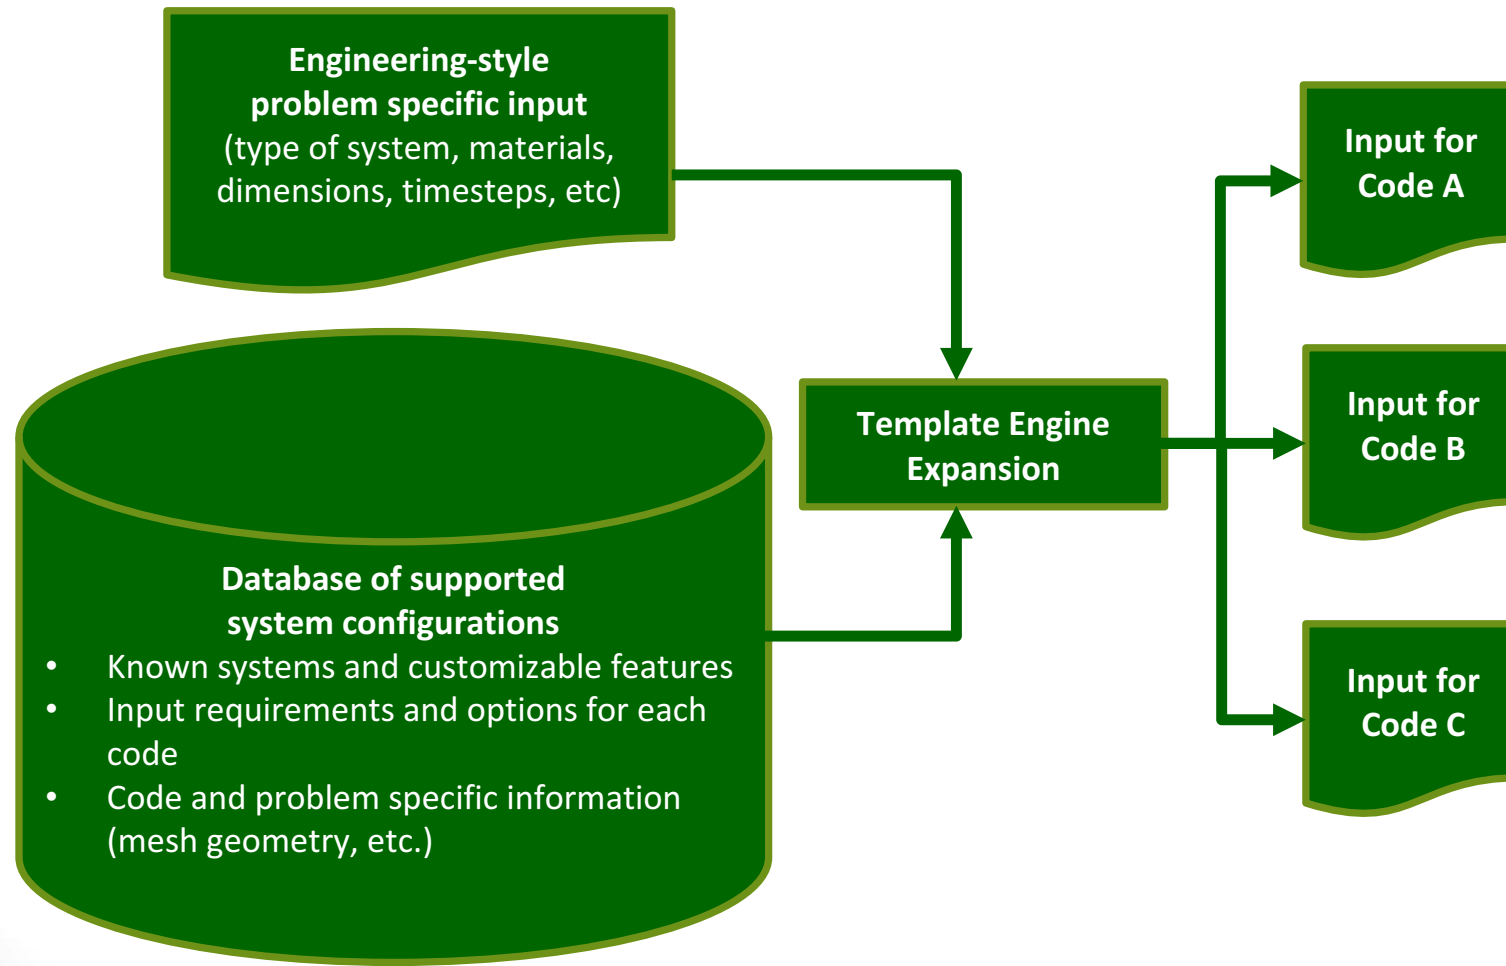 Engineering-style
problem specific input
(type of system, materials,
dimensions, timesteps, etc)
Database of supported
system configurations
• Known systems and customizable features
• Input requirements and options for each
code
• Code and problem specific information
(mesh geometry, etc.)
Template Engine
Expansion
Input for
Code A
Input for
Code B
Input for
Code C